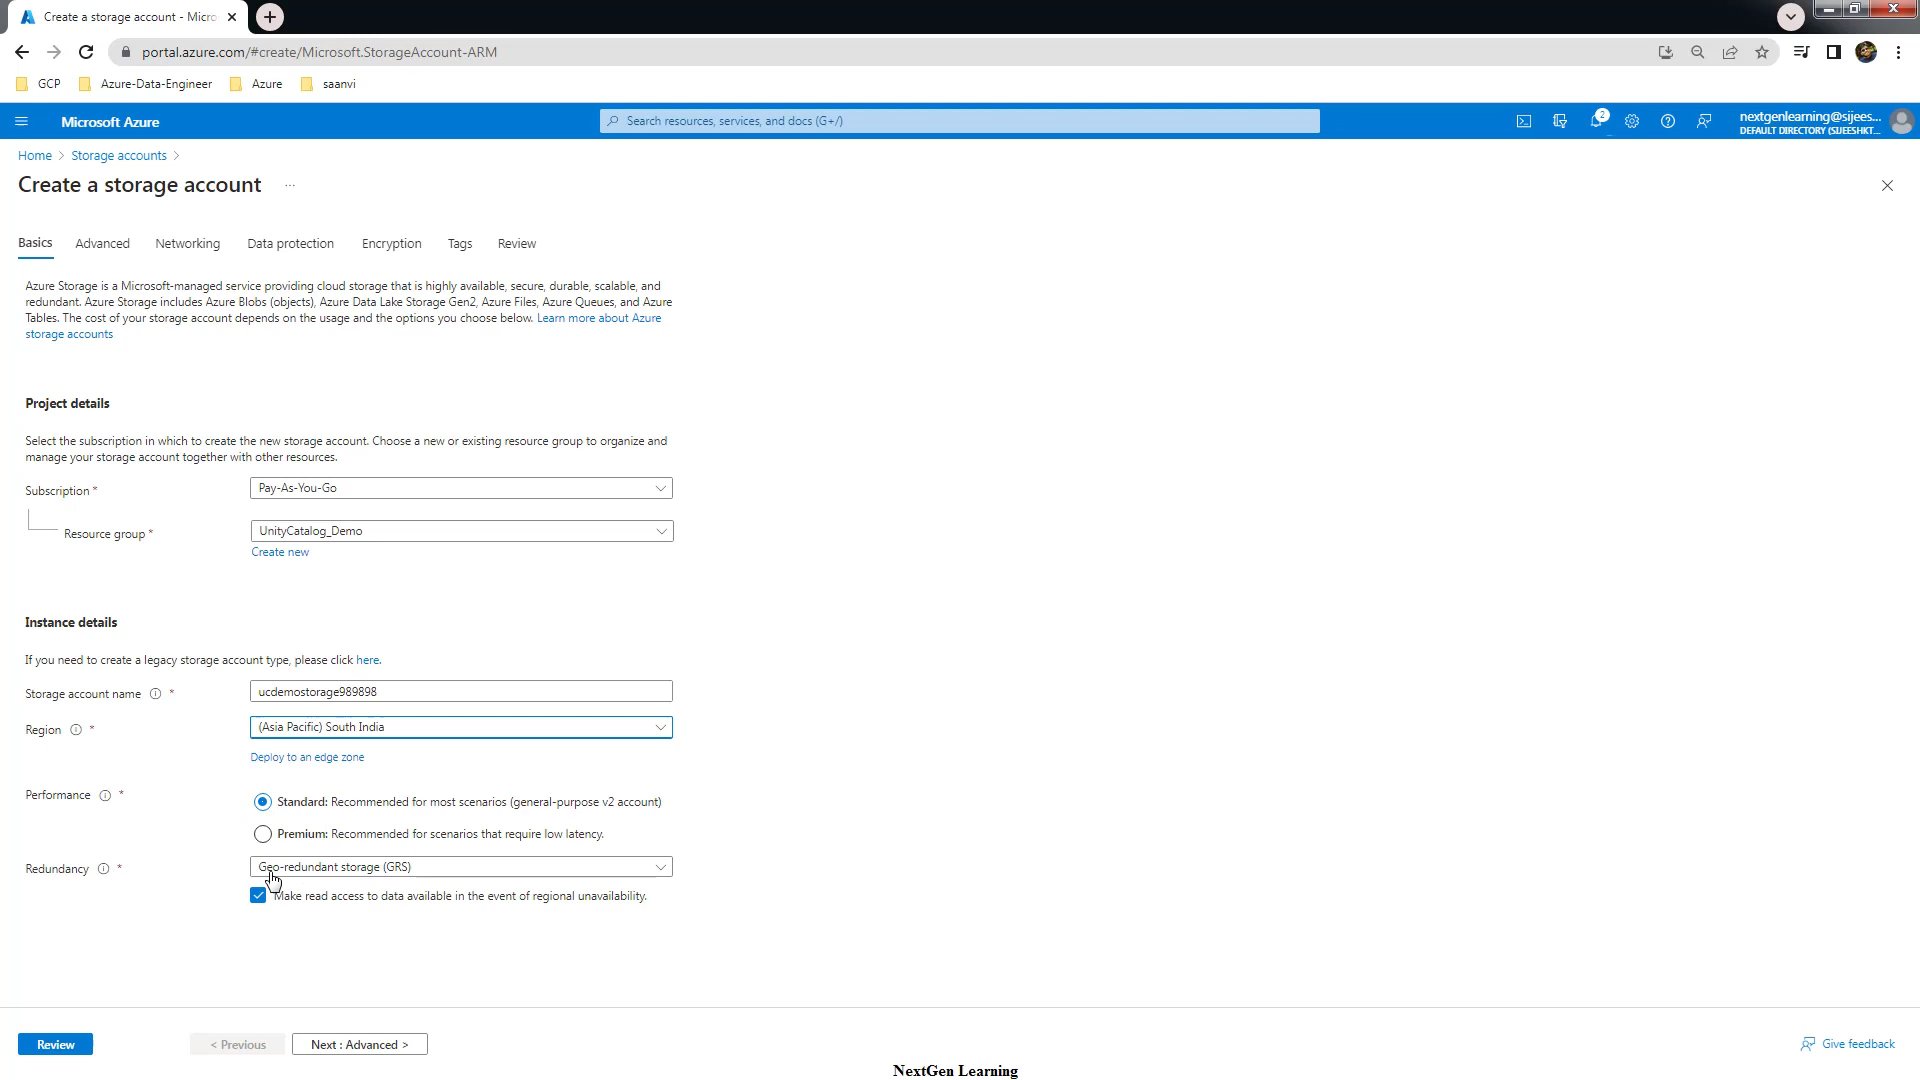 Create a storage account - Micro
portal.azure.com/#create/Microsoft.StorageAccount-ARM
GCP
Azure-Data-Engineer
Azure
saanvi
Microsoft Azure
Search resources, services, and docs (G+/)
2
nextgenlearning@sijees...
DEFAULT DIRECTORY (SIJEESHKT...
Home > Storage accounts >
Create a storage account ...
Basics
Advanced
Networking
Data protection
Encryption
Tags
Review
Azure Storage is a Microsoft-managed service providing cloud storage that is highly available, secure, durable, scalable, and
redundant. Azure Storage includes Azure Blobs (objects), Azure Data Lake Storage Gen2, Azure Files, Azure Queues, and Azure
Tables. The cost of your storage account depends on the usage and the options you choose below. Learn more about Azure
storage accounts
Project details
Select the subscription in which to create the new storage account. Choose a new or existing resource group to organize and
manage your storage account together with other resources.
Subscription *
Pay-As-You-Go
Resource group *
UnityCatalog_Demo
Create new
Instance details
If you need to create a legacy storage account type, please click here.
Storage account name *
ucdemostorage989898
Region *
(Asia Pacific) South India
Deploy to an edge zone
Performance *
Standard: Recommended for most scenarios (general-purpose v2 account)
Premium: Recommended for scenarios that require low latency.
Redundancy *
Geo-redundant storage (GRS)
Make read access to data available in the event of regional unavailability.
Review
< Previous
Next : Advanced >
Give feedback
NextGen Learning